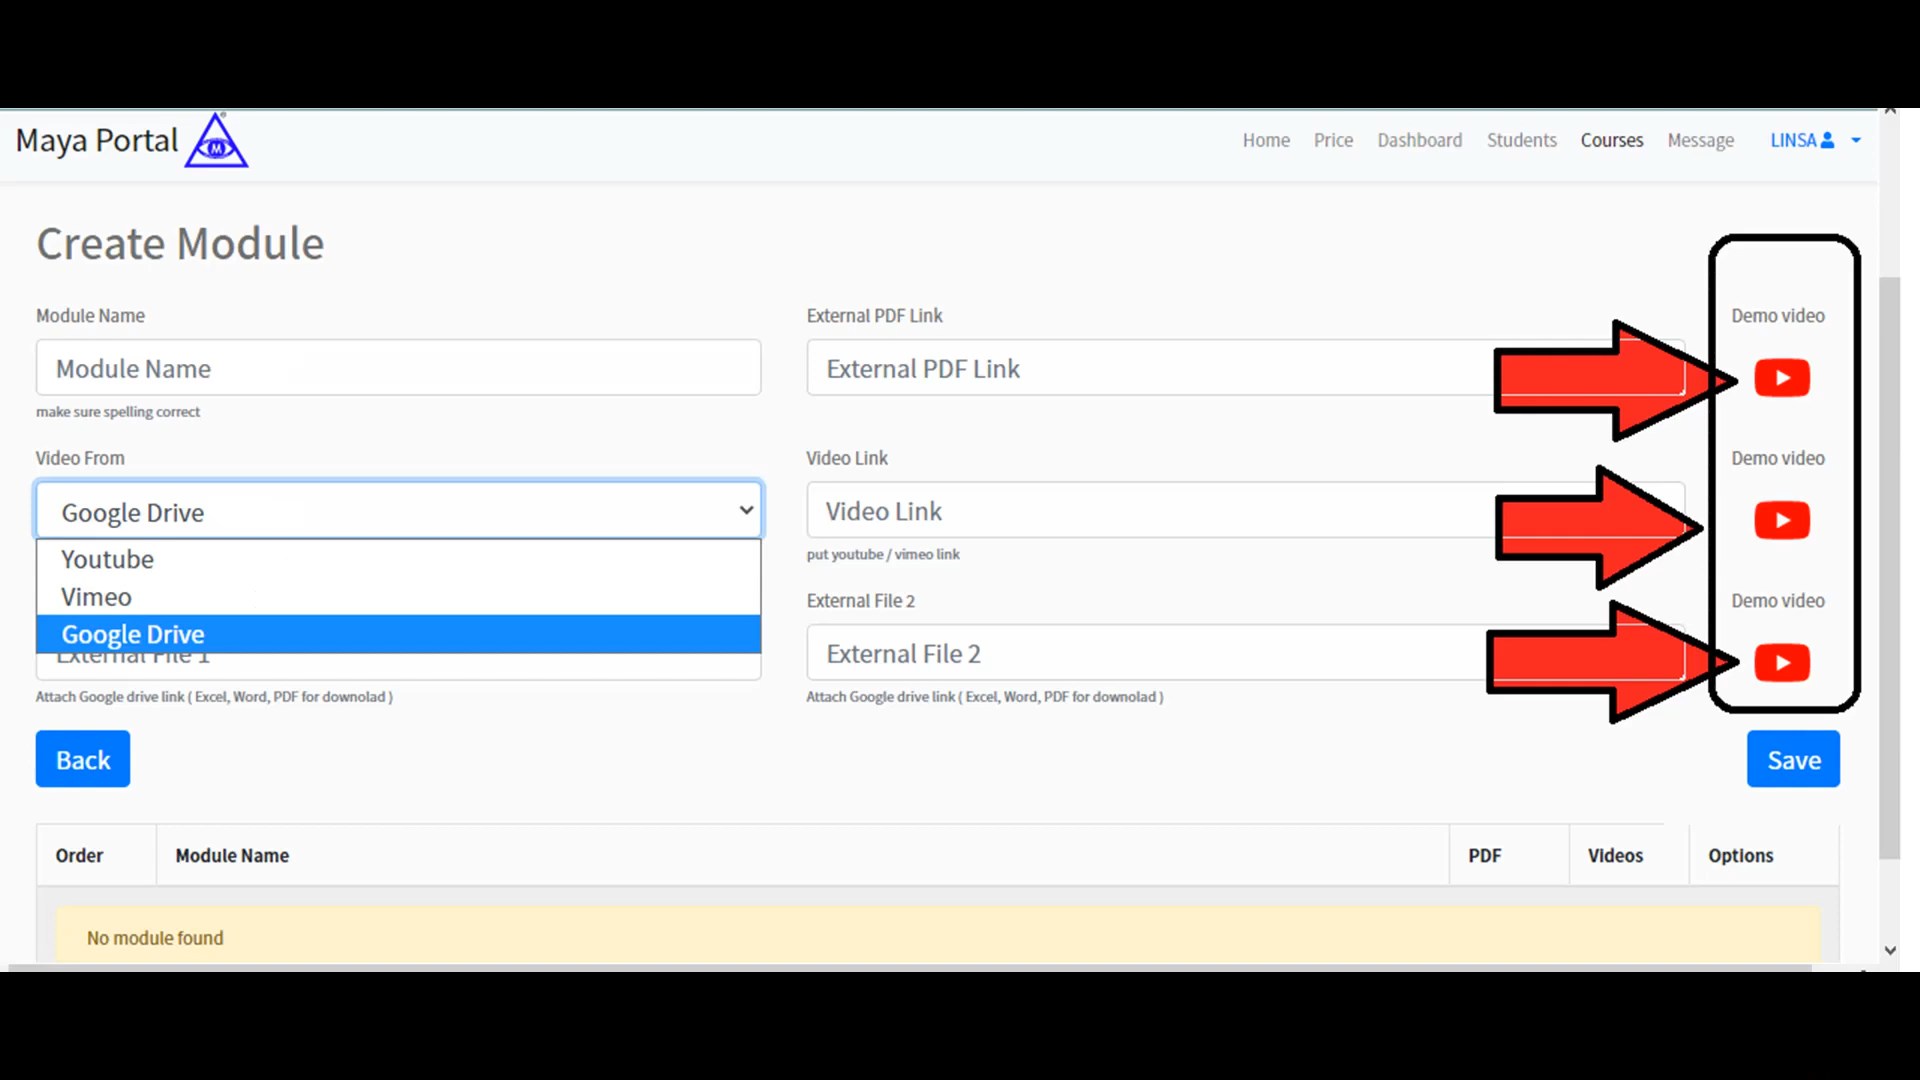 Maya Portal M ®
Home Price Dashboard Students Courses Message LINSA
Create Module
Module Name
External PDF Link
Demo video
Module Name
External PDF Link
make sure spelling correct
Video From
Video Link
Demo video
Google Drive
Video Link
Youtube
put youtube / vimeo link
Vimeo
External File 2
Demo video
Google Drive
External File 1
External File 2
Attach Google drive link ( Excel, Word, PDF for downolad )
Attach Google drive link ( Excel, Word, PDF for downolad )
Back
Save
Order Module Name PDF Videos Options
No module found